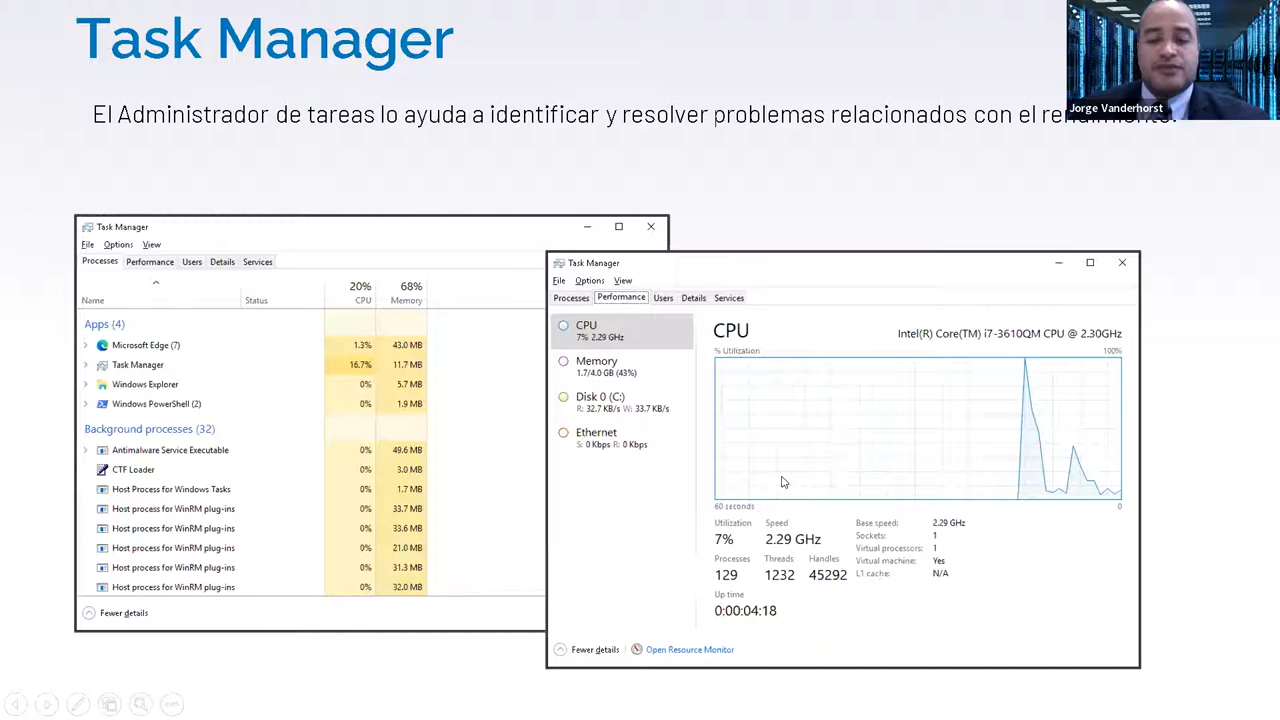 Task Manager
Jorge Vanderhorst
El Administrador de tareas lo ayuda a identificar y resolver problemas relacionados con el rendimiento.
Task Manager
File Options View
Processes Performance Users Details Services
20% 68%
Name Status CPU Memory
Apps (4)
Microsoft Edge (7) 1.3% 43.0 MB
Task Manager 16.7% 11.7 MB
Windows Explorer 0% 5.7 MB
Windows PowerShell (2) 0% 1.9 MB
Background processes (32)
Antimalware Service Executable 0% 49.6 MB
CTF Loader 0% 3.0 MB
Host Process for Windows Tasks 0% 1.7 MB
Host process for WinRM plug-ins 0% 33.7 MB
Host process for WinRM plug-ins 0% 33.6 MB
Host process for WinRM plug-ins 0% 21.0 MB
Host process for WinRM plug-ins 0% 31.3 MB
Host process for WinRM plug-ins 0% 32.0 MB
Fewer details
Task Manager
File Options View
Processes Performance Users Details Services
CPU
7% 2.29 GHz
Memory
1.7/4.0 GB (43%)
Disk 0 (C:)
R: 32.7 KB/s W: 33.7 KB/s
Ethernet
S: 0 Kbps R: 0 Kbps
CPU Intel(R) Core(TM) i7-3610QM CPU @ 2.30GHz
% Utilization 100%
60 seconds 0
Utilization Speed
7% 2.29 GHz
Processes Threads Handles
129 1232 45292
Up time
0:00:04:18
Base speed: 2.29 GHz
Sockets: 1
Virtual processors: 1
Virtual machine: Yes
L1 cache: N/A
Fewer details Open Resource Monitor